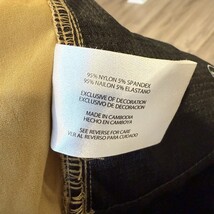 95% NYLON 5% SPANDEX
95% NAILON 5% ELASTANO
EXCLUSIVE OF DECORATION
EXCLUSIVO DE DECORACION
MADE IN CAMBODIA
HECHO EN CAMBOYA
SEE REVERSE FOR CARE
VER AL REVERSO PARA CUIDADO